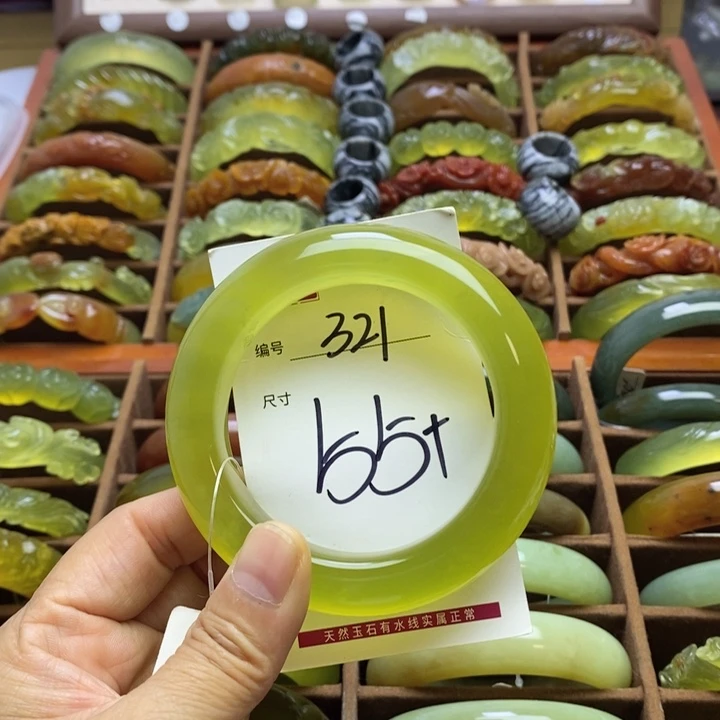 编号 321
尺寸
55+
天然玉石有水线实属正常